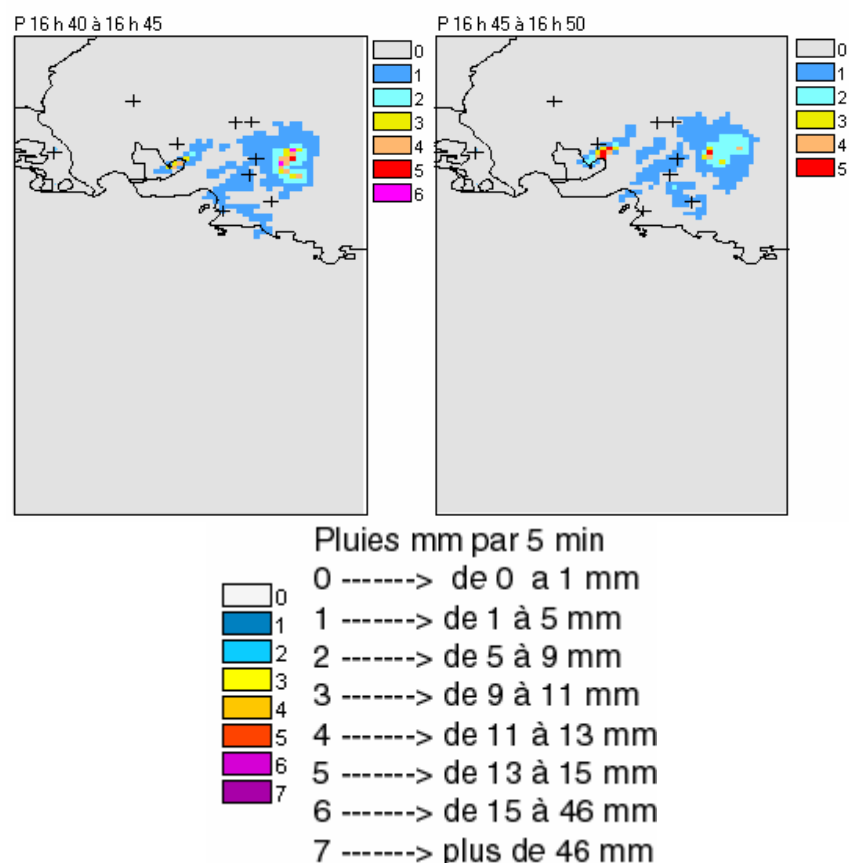 P 16 h 40 à 16 h 45
0
1
2
3
4
5
6
P 16 h 45 à 16 h 50
0
1
2
3
4
5
Pluies mm par 5 min
0
1
2
3
4
5
6
7
0 -------> de 0 a 1 mm
1 -------> de 1 à 5 mm
2 -------> de 5 à 9 mm
3 -------> de 9 à 11 mm
4 -------> de 11 à 13 mm
5 -------> de 13 à 15 mm
6 -------> de 15 à 46 mm
7 -------> plus de 46 mm